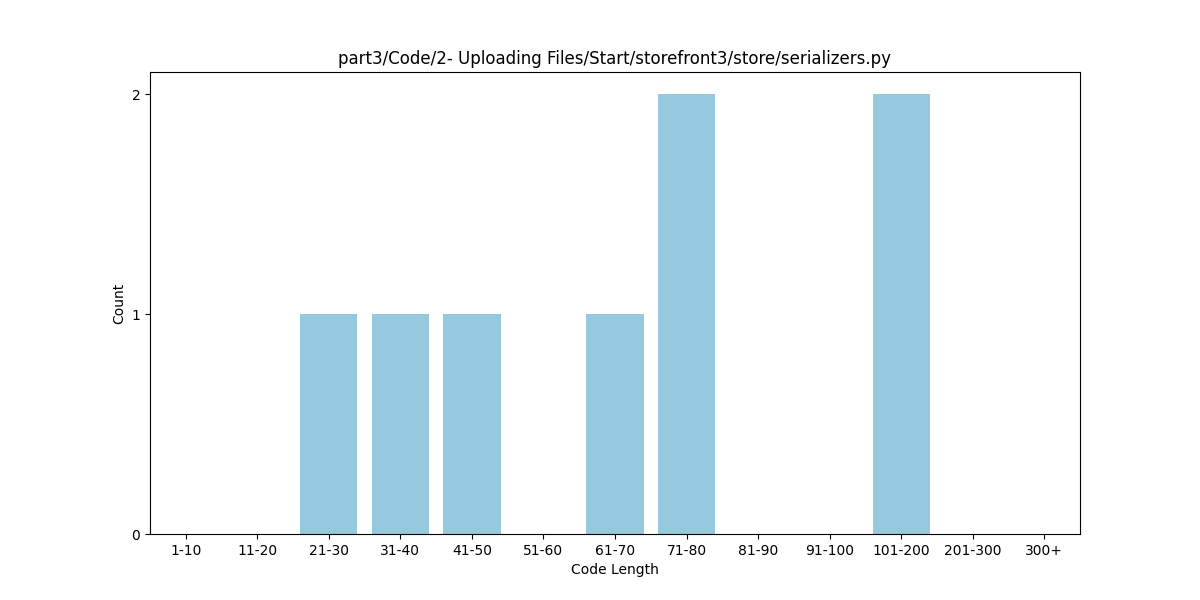 part3/Code/2- Uploading Files/Start/storefront3/store/serializers.py
2
1
0
Count
1-10 11-20 21-30 31-40 41-50 51-60 61-70 71-80 81-90 91-100 101-200 201-300 300+
Code Length